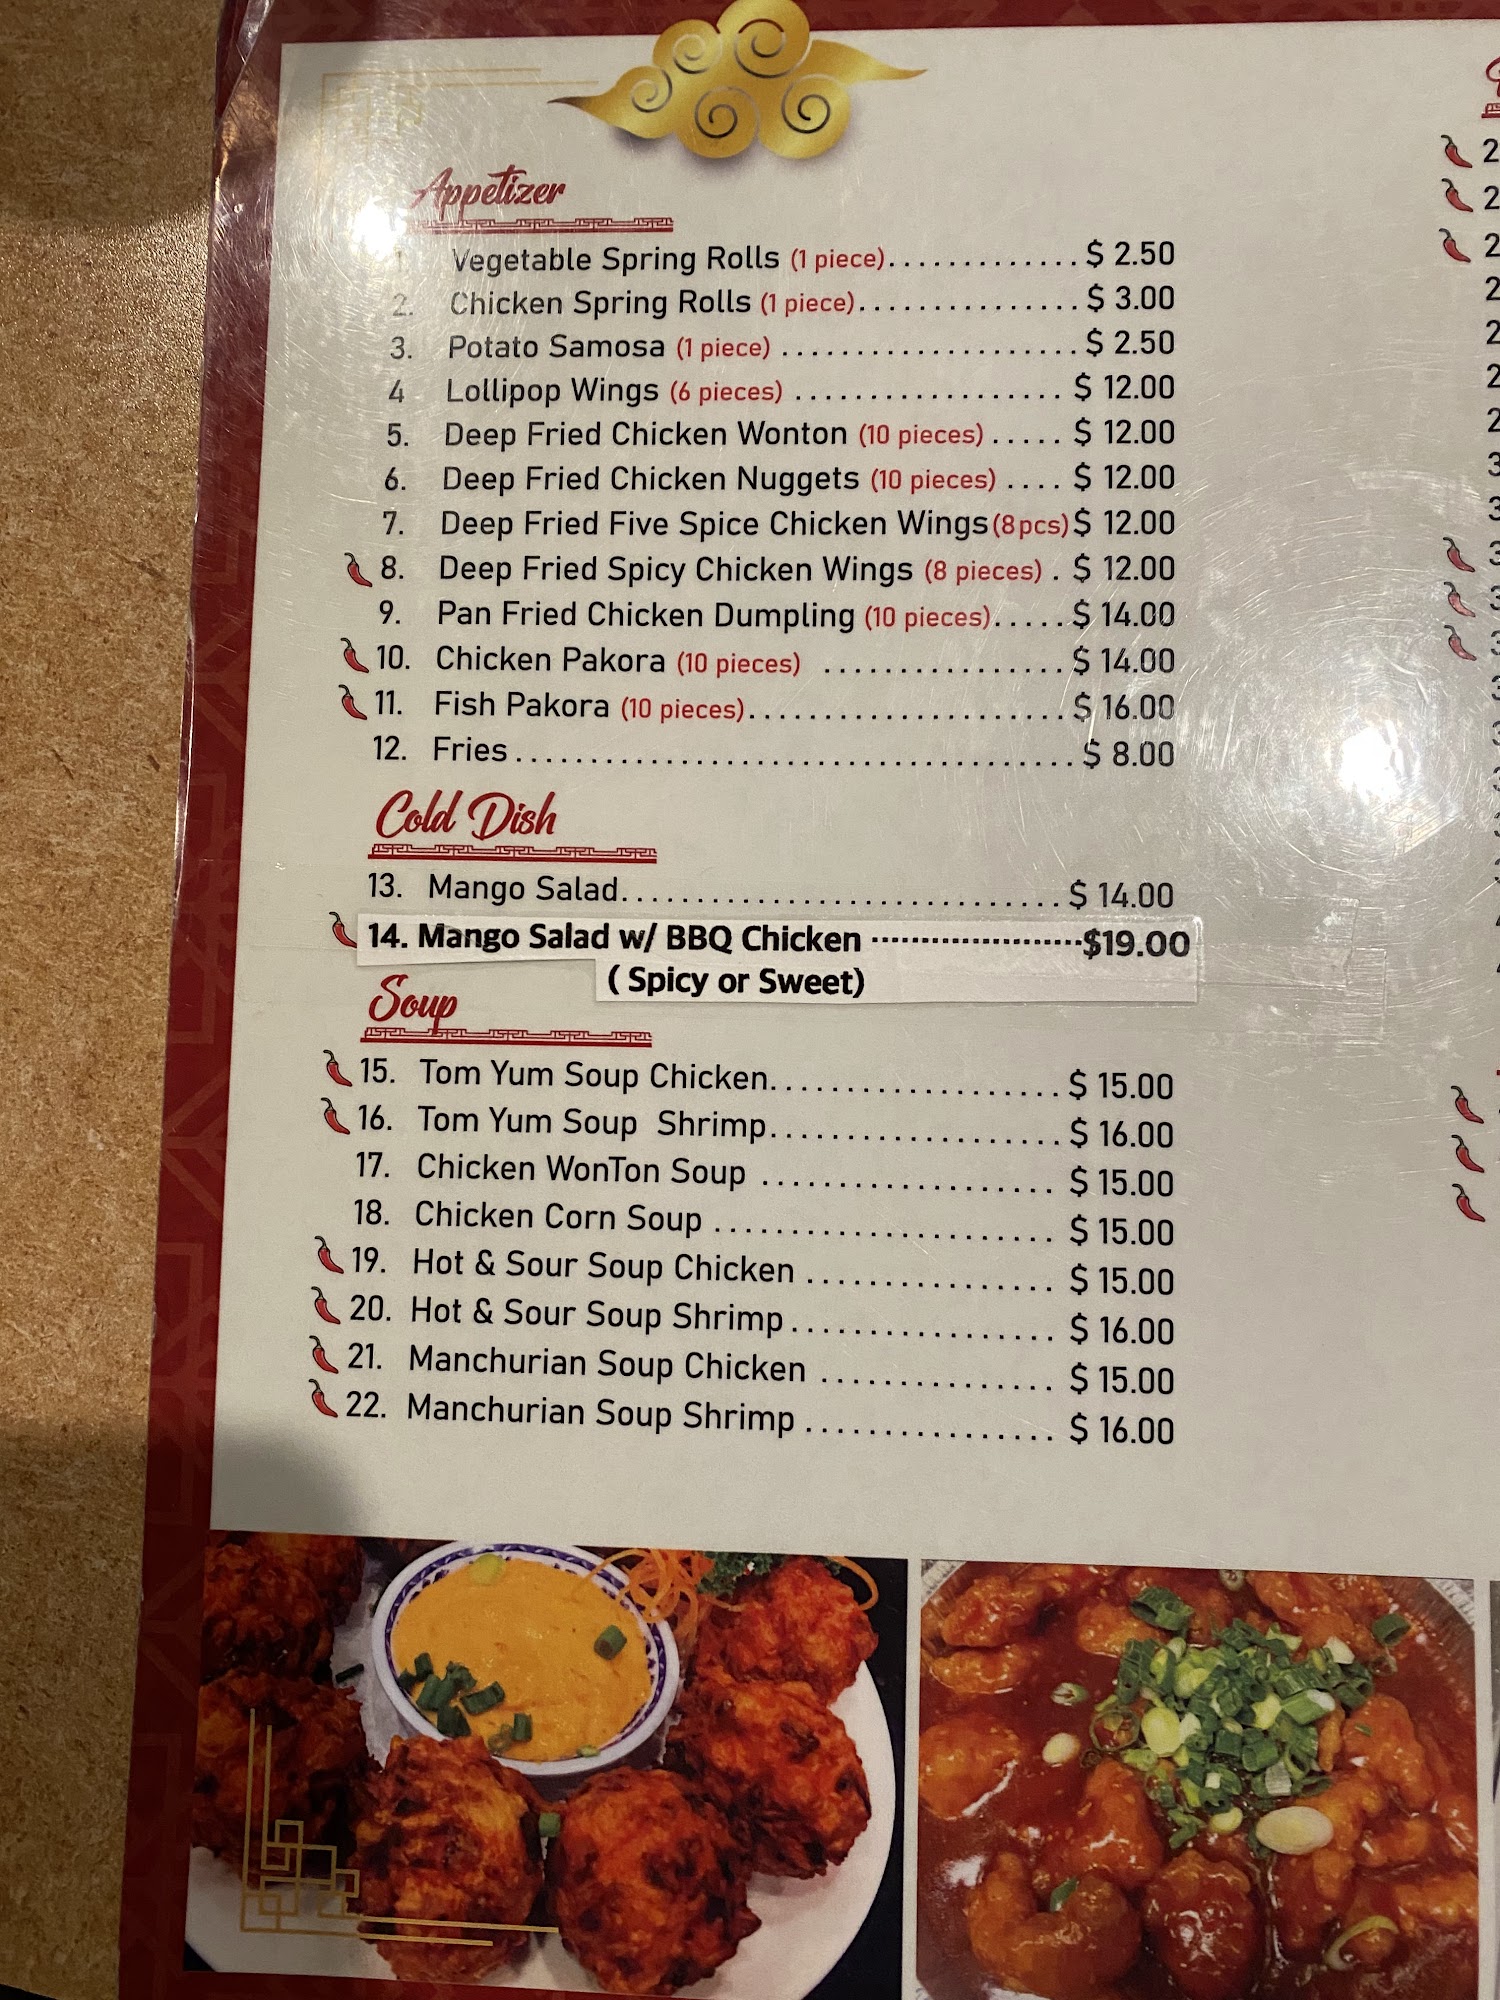 Appetizer
1. Vegetable Spring Rolls (1 piece)............. $ 2.50
2. Chicken Spring Rolls (1 piece)............... $ 3.00
3. Potato Samosa (1 piece) .................... $ 2.50
4 Lollipop Wings (6 pieces) .................. $ 12.00
5. Deep Fried Chicken Wonton (10 pieces) ..... $ 12.00
6. Deep Fried Chicken Nuggets (10 pieces) .... $ 12.00
7. Deep Fried Five Spice Chicken Wings (8pcs) $ 12.00
8. Deep Fried Spicy Chicken Wings (8 pieces) . $ 12.00
9. Pan Fried Chicken Dumpling (10 pieces)..... $ 14.00
10. Chicken Pakora (10 pieces) ................ $ 14.00
11. Fish Pakora (10 pieces)..................... $ 16.00
12. Fries ..................................... $ 8.00
Cold Dish
13. Mango Salad............................. $ 14.00
14. Mango Salad w/ BBQ Chicken ·····················$19.00
( Spicy or Sweet)
Soup
15. Tom Yum Soup Chicken................... $ 15.00
16. Tom Yum Soup Shrimp................... $ 16.00
17. Chicken WonTon Soup ................... $ 15.00
18. Chicken Corn Soup ...................... $ 15.00
19. Hot & Sour Soup Chicken ................ $ 15.00
20. Hot & Sour Soup Shrimp ................. $ 16.00
21. Manchurian Soup Chicken ............... $ 15.00
22. Manchurian Soup Shrimp ................ $ 16.00